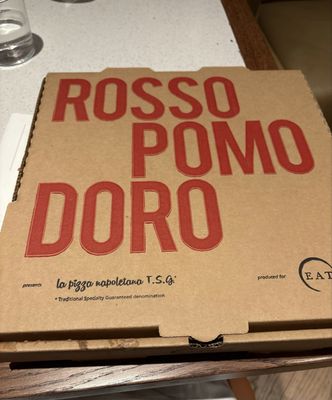 ROSSO
POMO
DORO
presents la pizza napoletana T.S.G.* produced for EAT
* Traditional Specialty Guaranteed denomination